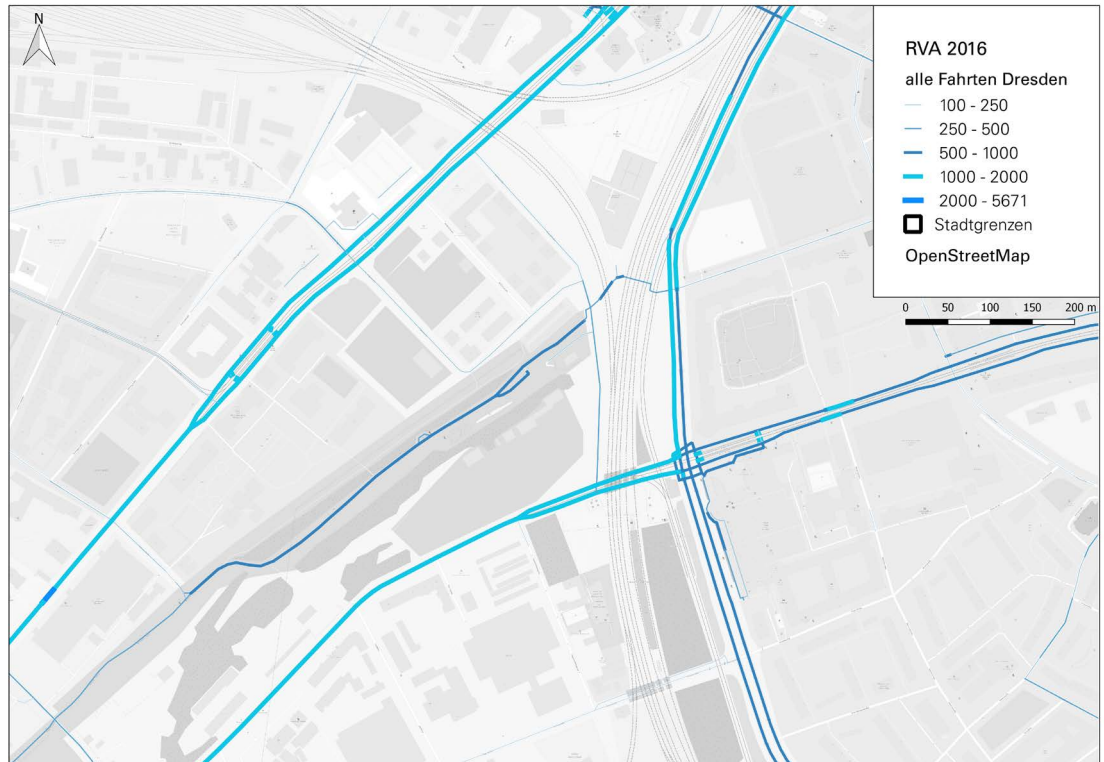 N
RVA 2016
alle Fahrten Dresden
100 - 250
250 - 500
500 - 1000
1000 - 2000
2000 - 5671
Stadtgrenzen
OpenStreetMap
0 50 100 150 200 m